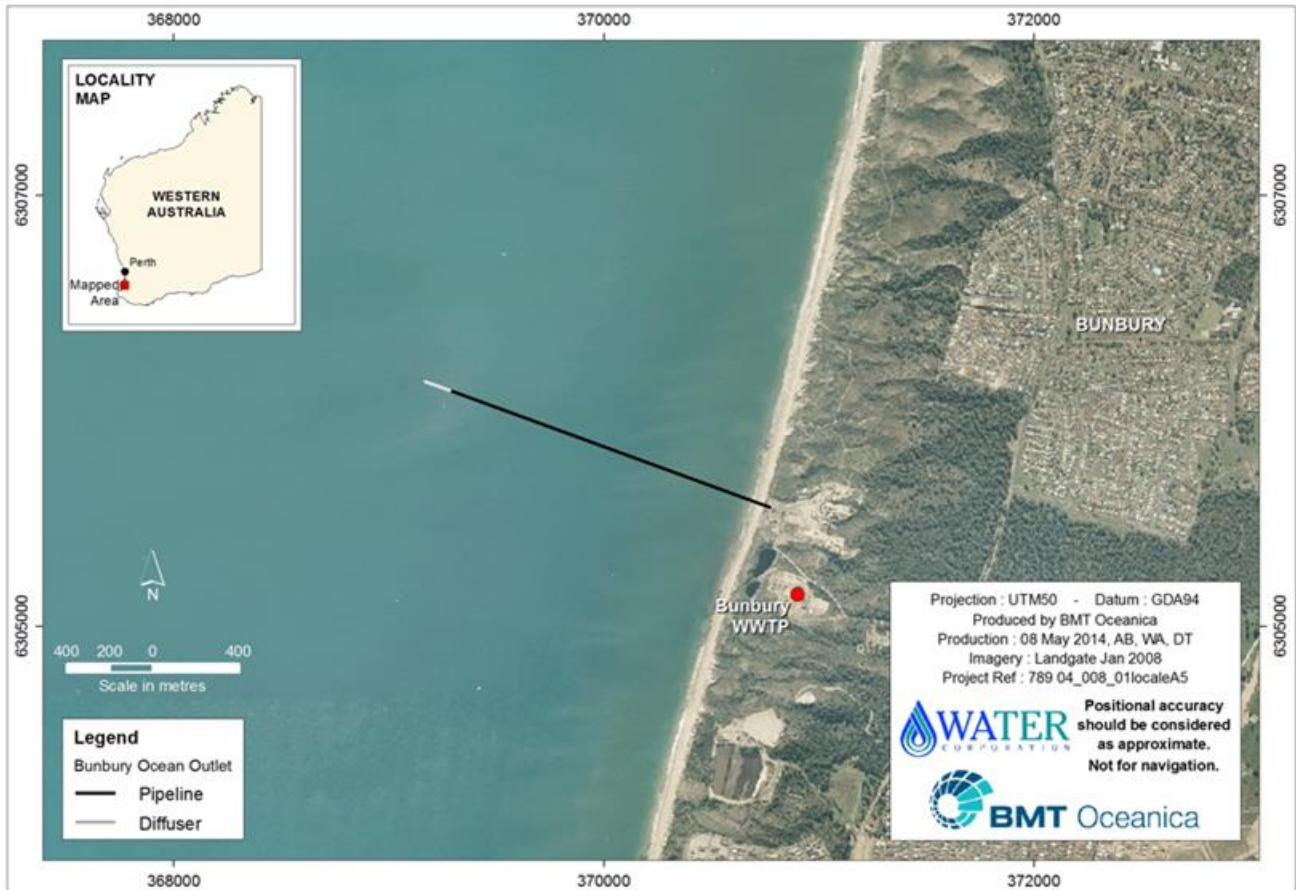 368000
370000
372000
LOCALITY
MAP
WESTERN
AUSTRALIA
Perth
Mapped
Area
6307000
6307000
BUNBURY
N
Bunbury
WWTP
6305000
6305000
400 200 0 400
Scale in metres
Legend
Bunbury Ocean Outlet
Pipeline
Diffuser
Projection : UTM50 - Datum : GDA94
Produced by BMT Oceanica
Production : 08 May 2014, AB, WA, DT
Imagery : Landgate Jan 2008
Project Ref : 789 04_008_01localeA5
WATER
CORPORATION
Positional accuracy
should be considered
as approximate.
Not for navigation.
BMT Oceanica
368000
370000
372000